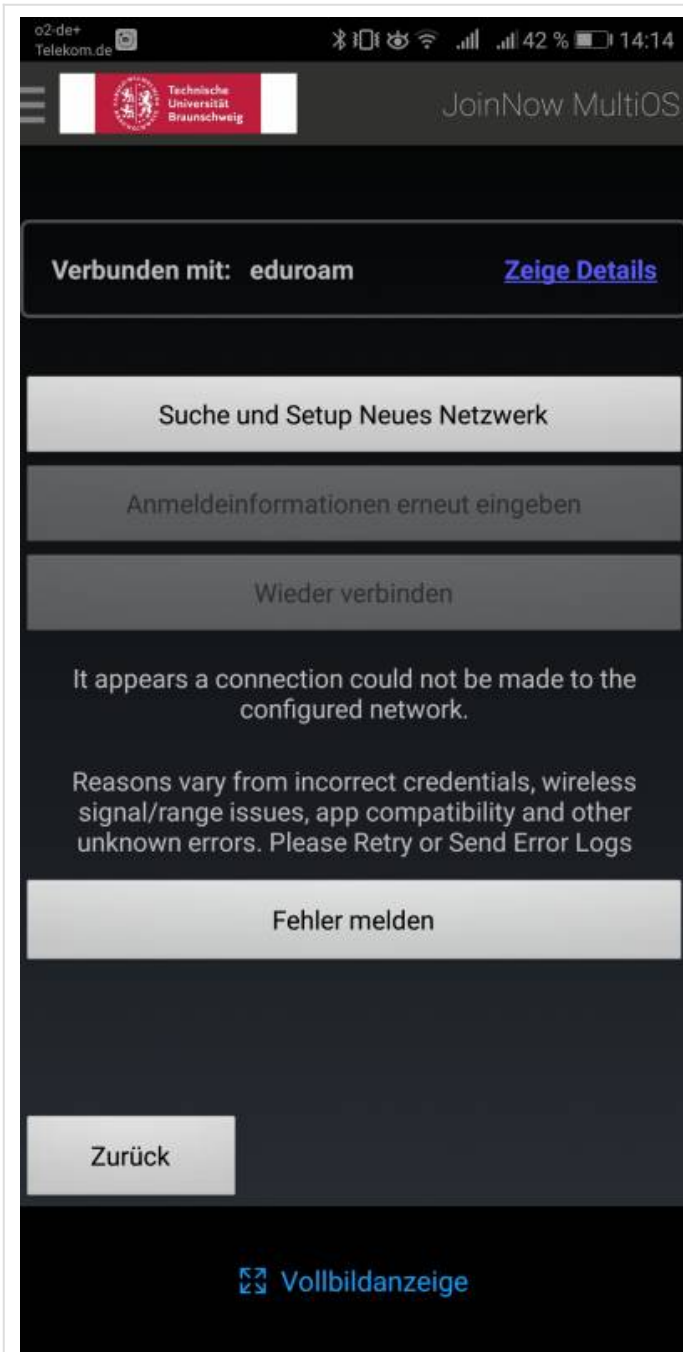 o2-de+
Telekom.de
42 % 14:14
Technische
Universität
Braunschweig
JoinNow MultiOS
Verbunden mit: eduroam Zeige Details
Suche und Setup Neues Netzwerk
Anmeldeinformationen erneut eingeben
Wieder verbinden
It appears a connection could not be made to the
configured network.
Reasons vary from incorrect credentials, wireless
signal/range issues, app compatibility and other
unknown errors. Please Retry or Send Error Logs
Fehler melden
Zurück
Vollbildanzeige